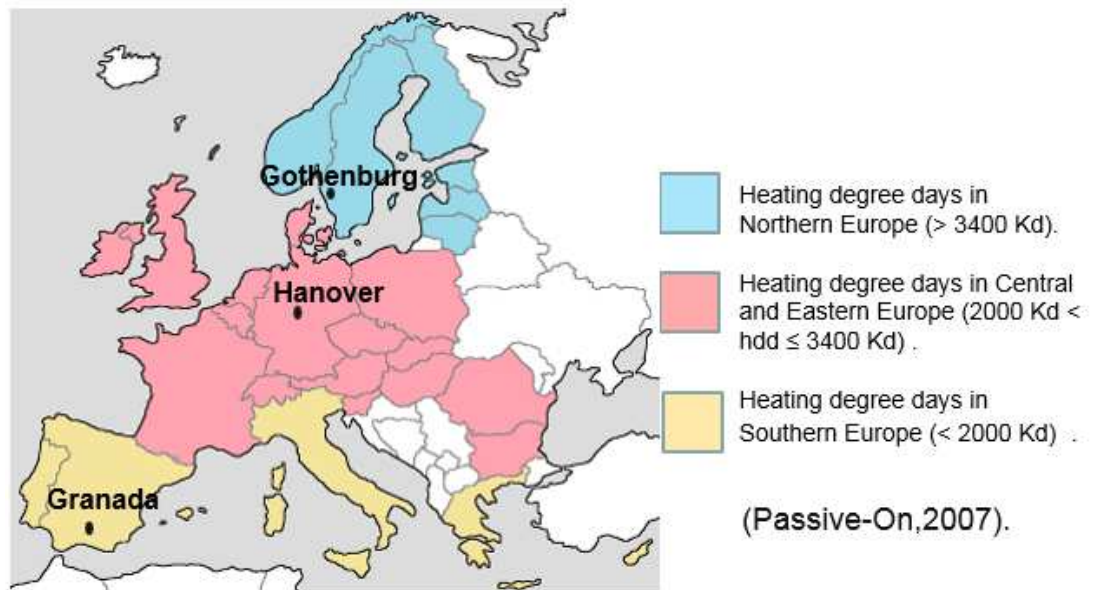 Gothenburg
Hanover
Granada
Heating degree days in
Northern Europe (> 3400 Kd).
Heating degree days in Central
and Eastern Europe (2000 Kd <
hdd ≤ 3400 Kd) .
Heating degree days in
Southern Europe (< 2000 Kd) .
(Passive-On,2007).